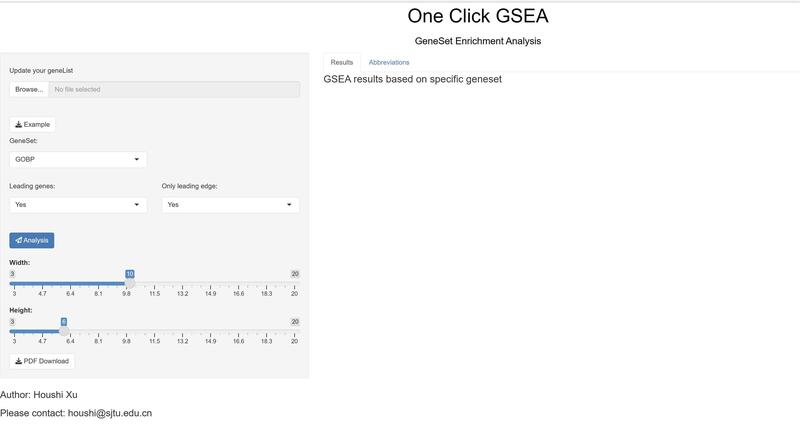 One Click GSEA
GeneSet Enrichment Analysis
Update your geneList
Browse... No file selected
Example
GeneSet:
GOBP
Leading genes: Only leading edge:
Yes Yes
Analysis
Width:
3 10 20
3 4.7 6.4 8.1 9.8 11.5 13.2 14.9 16.6 18.3 20
Height:
3 6 20
3 4.7 6.4 8.1 9.8 11.5 13.2 14.9 16.6 18.3 20
PDF Download
Results Abbreviations
GSEA results based on specific geneset
Author: Houshi Xu
Please contact: houshi@sjtu.edu.cn